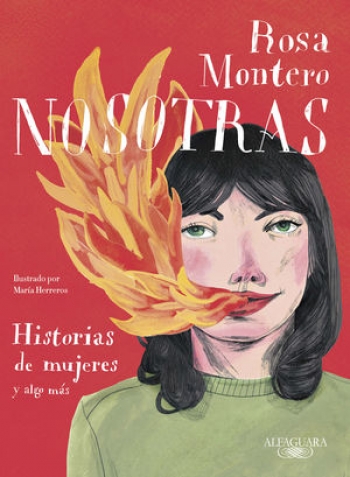 Rosa
Montero
NOSOTRAS
Ilustrado por
María Herreros
Historias
de mujeres
y algo más
ALFAGUARA